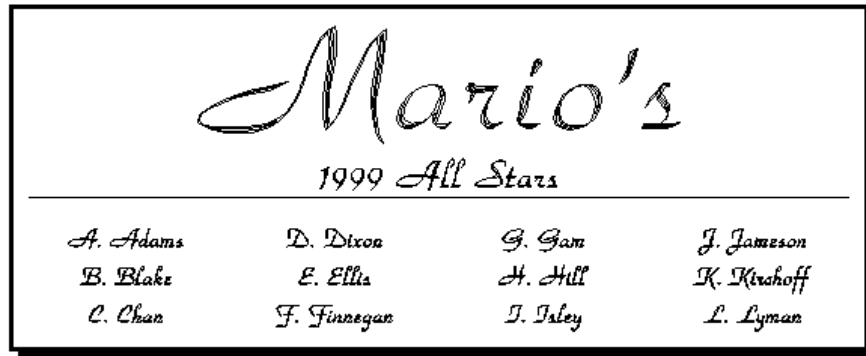 Mario's
1999 All Stars
A. Adams D. Dixon G. Gam J. Jameson
B. Blake E. Ellis H. Hill K. Kirshoff
C. Chan F. Finnegan I. Isley L. Lyman